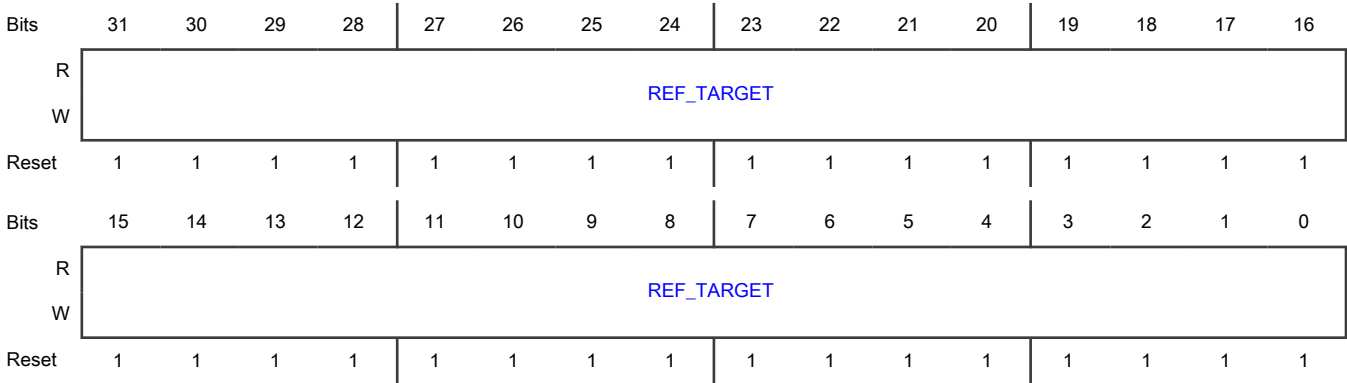 Bits 31 30 29 28 27 26 25 24 23 22 21 20 19 18 17 16
R
REF_TARGET
W
Reset 1 1 1 1 1 1 1 1 1 1 1 1 1 1 1 1
Bits 15 14 13 12 11 10 9 8 7 6 5 4 3 2 1 0
R
REF_TARGET
W
Reset 1 1 1 1 1 1 1 1 1 1 1 1 1 1 1 1